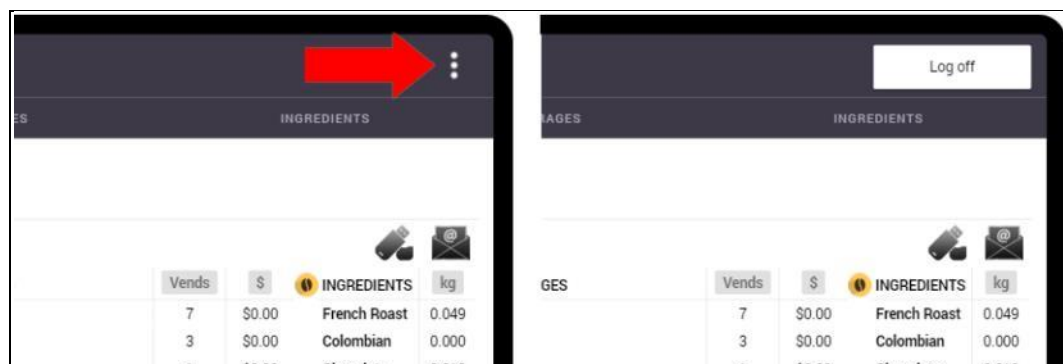 Log off
ES INGREDIENTS
AGES INGREDIENTS
Vends $ INGREDIENTS kg
7 $0.00 French Roast 0.049
3 $0.00 Colombian 0.000
GES Vends $ INGREDIENTS kg
7 $0.00 French Roast 0.049
3 $0.00 Colombian 0.000